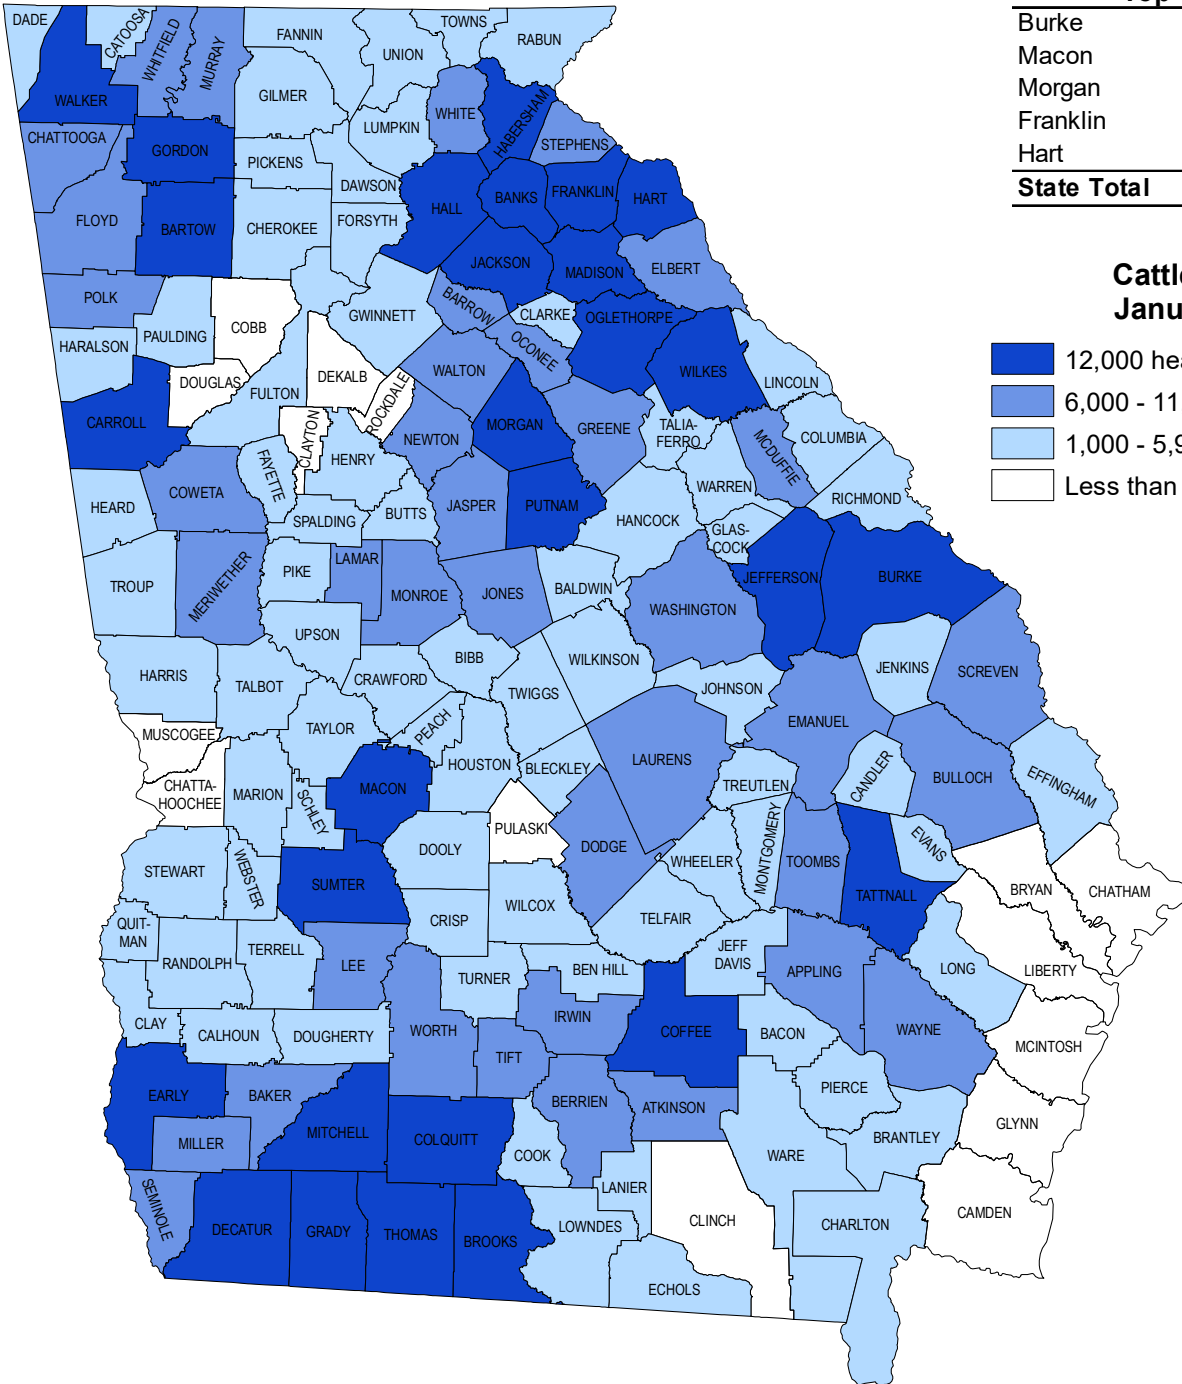 Burke
Macon
Morgan
Franklin
Hart
State Total
Cattle
Janu
12,000 hea
6,000 - 11
1,000 - 5,9
Less than
DADE
CATOOSA
WHITFIELD
MURRAY
FANNIN
UNION
TOWNS
RABUN
WALKER
GILMER
LUMPKIN
WHITE
HABERSHAM
STEPHENS
CHATTOOGA
GORDON
PICKENS
DAWSON
HALL
BANKS
FRANKLIN
HART
FLOYD
BARTOW
CHEROKEE
FORSYTH
JACKSON
MADISON
ELBERT
POLK
PAULDING
COBB
GWINNETT
BARROW
CLARKE
OGLETHORPE
HARALSON
DOUGLAS
FULTON
DEKALB
ROCKDALE
WALTON
OCONEE
WILKES
LINCOLN
CARROLL
CLAYTON
HENRY
NEWTON
MORGAN
GREENE
TALIA-
FERRO
MCDUFFIE
COLUMBIA
HEARD
COWETA
FAYETTE
SPALDING
BUTTS
JASPER
PUTNAM
HANCOCK
WARREN
RICHMOND
GLAS-
COCK
TROUP
MERIWETHER
PIKE
LAMAR
MONROE
JONES
BALDWIN
WASHINGTON
JEFFERSON
BURKE
HARRIS
TALBOT
UPSON
CRAWFORD
BIBB
TWIGGS
WILKINSON
JOHNSON
JENKINS
SCREVEN
MUSCOGEE
TAYLOR
PEACH
HOUSTON
BLECKLEY
LAURENS
EMANUEL
CHATTA-
HOOCHEE
MARION
SCHLEY
MACON
PULASKI
TREUTLEN
CANDLER
BULLOCH
EFFINGHAM
STEWART
WEBSTER
SUMTER
DOOLY
DODGE
WHEELER
MONTGOMERY
TOOMBS
TATTNALL
EVANS
BRYAN
CHATHAM
QUIT-
MAN
RANDOLPH
TERRELL
LEE
CRISP
WILCOX
TELFAIR
JEFF
DAVIS
APPLING
LONG
LIBERTY
CLAY
CALHOUN
DOUGHERTY
WORTH
TURNER
BEN HILL
IRWIN
COFFEE
BACON
WAYNE
MCINTOSH
EARLY
BAKER
MILLER
MITCHELL
COLQUITT
TIFT
BERRIEN
ATKINSON
PIERCE
BRANTLEY
GLYNN
SEMINOLE
DECATUR
GRADY
THOMAS
BROOKS
COOK
LANIER
LOWNDES
ECHOLS
CLINCH
WARE
CHARLTON
CAMDEN